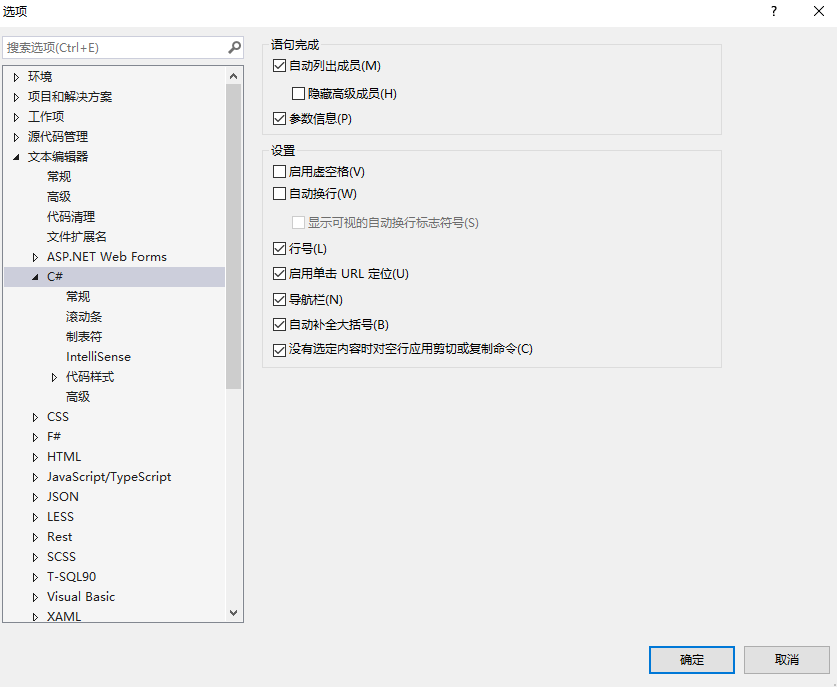 选项
搜索选项(Ctrl+E)
环境
项目和解决方案
工作项
源代码管理
文本编辑器
常规
高级
代码清理
文件扩展名
ASP.NET Web Forms
C#
常规
滚动条
制表符
IntelliSense
代码样式
高级
CSS
F#
HTML
JavaScript/TypeScript
JSON
LESS
Rest
SCSS
T-SQL90
Visual Basic
XAML
语句完成
自动列出成员(M)
隐藏高级成员(H)
参数信息(P)
设置
启用虚空格(V)
自动换行(W)
显示可视的自动换行标志符号(S)
行号(L)
启用单击 URL 定位(U)
导航栏(N)
自动补全大括号(B)
没有选定内容时对空行应用剪切或复制命令(C)
确定
取消